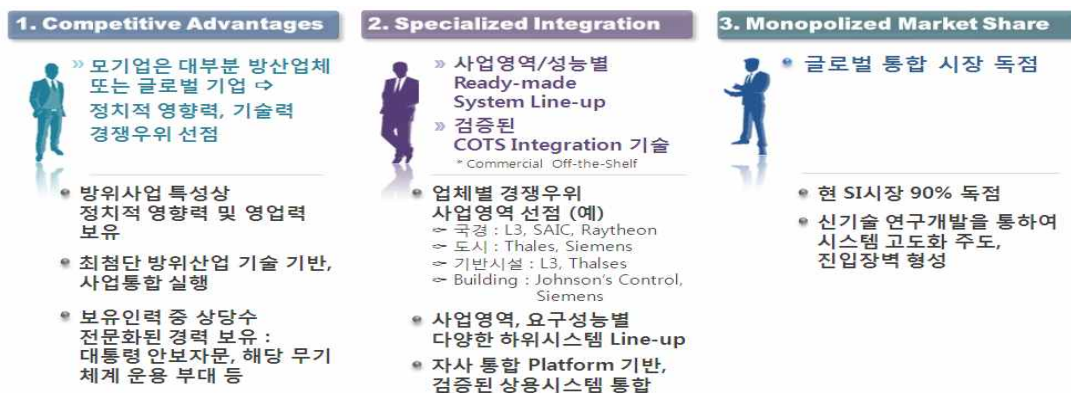 1. Competitive Advantages
» 모기업은 대부분 방산업체
또는 글로벌 기업 ⇨
정치적 영향력, 기술력
경쟁우위 선점
방위사업 특성상
정치적 영향력 및 영업력
보유
최첨단 방위산업 기술 기반,
사업통합 실행
보유인력 중 상당수
전문화된 경력 보유 :
대통령 안보자문, 해당 무기
체계 운용 부대 등
2. Specialized Integration
» 사업영역/성능별
Ready-made
System Line-up
» 검증된
COTS Integration 기술
* Commercial Off-the-Shelf
업체별 경쟁우위
사업영역 선점 (예)
국경 : L3, SAIC, Raytheon
도시 : Thales, Siemens
기반시설 : L3, Thalses
Building : Johnson's Control,
Siemens
사업영역, 요구성능별
다양한 하위시스템 Line-up
자사 통합 Platform 기반,
검증된 상용시스템 통합
3. Monopolized Market Share
글로벌 통합 시장 독점
현 SI시장 90% 독점
신기술 연구개발을 통하여
시스템 고도화 주도,
진입장벽 형성